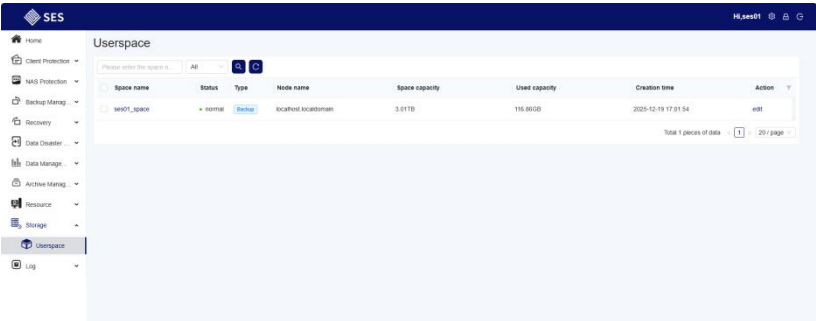 SES
Hi,ses01
Home
Client Protection
NAS Protection
Backup Manag...
Recovery
Data Disaster ...
Data Manage...
Archive Manag...
Resource
Storage
Userspace
Log
Userspace
Please enter the space n...
All
Space name Status Type Node name Space capacity Used capacity Creation time Action
ses01_space normal Backup localhost.localdomain 3.01TB 116.86GB 2025-12-19 17:01:54 edit
Total 1 pieces of data < 1 > 20 / page